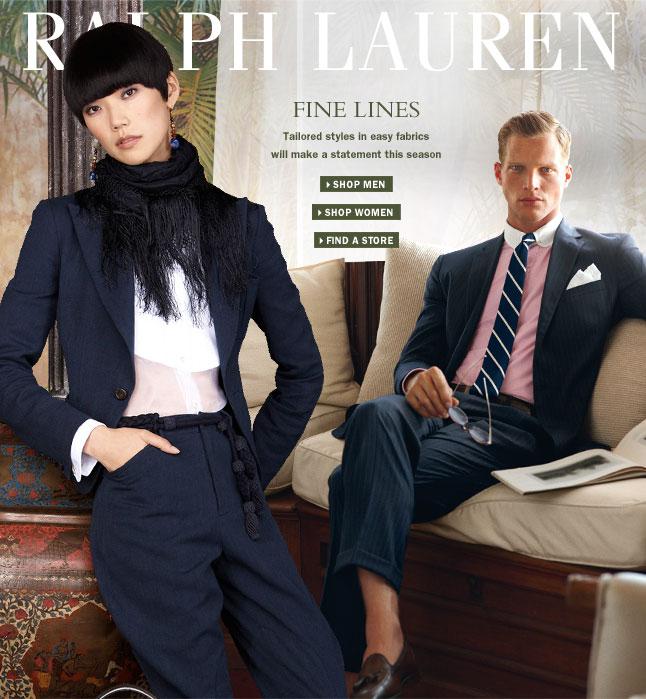 RALPH LAUREN
FINE LINES
Tailored styles in easy fabrics
will make a statement this season
SHOP MEN
SHOP WOMEN
FIND A STORE